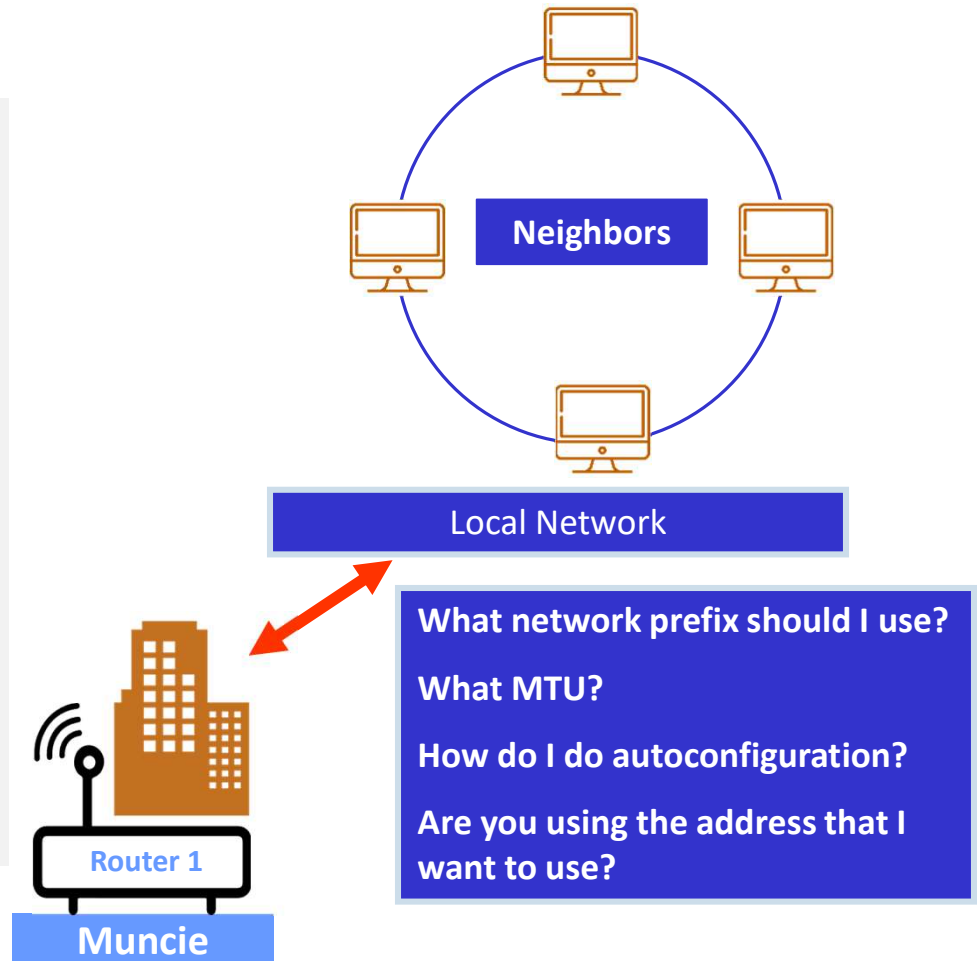 Neighbors
Local Network
What network prefix should I use?
What MTU?
How do I do autoconfiguration?
Are you using the address that I
want to use?
Router 1
Muncie